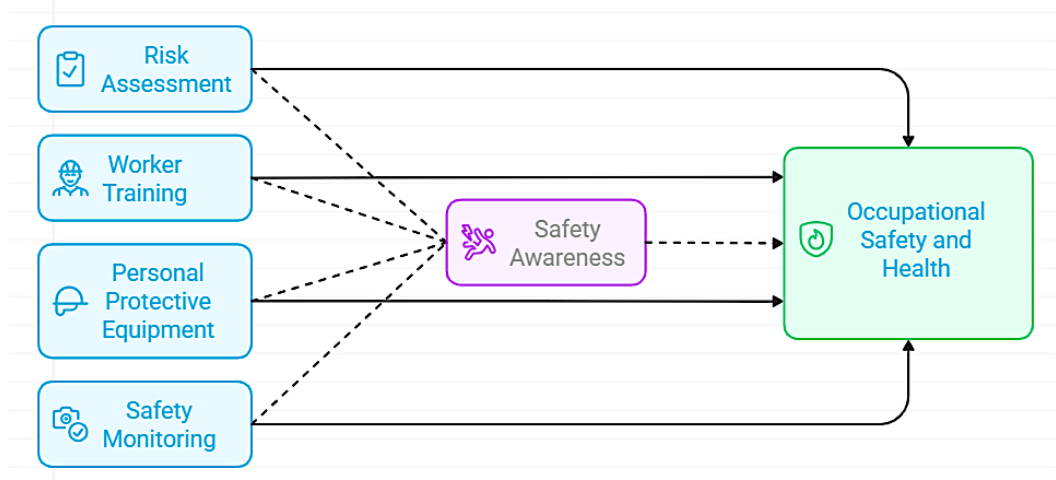 Risk
Assessment
Worker
Training
Personal
Protective
Equipment
Safety
Monitoring
Safety
Awareness
Occupational
Safety and
Health